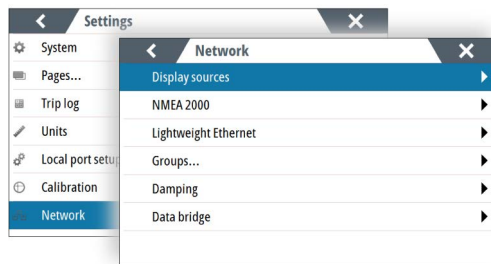 Settings
System
Pages...
Trip log
Units
Local port setup
Calibration
Network
Network
Display sources
NMEA 2000
Lightweight Ethernet
Groups...
Damping
Data bridge